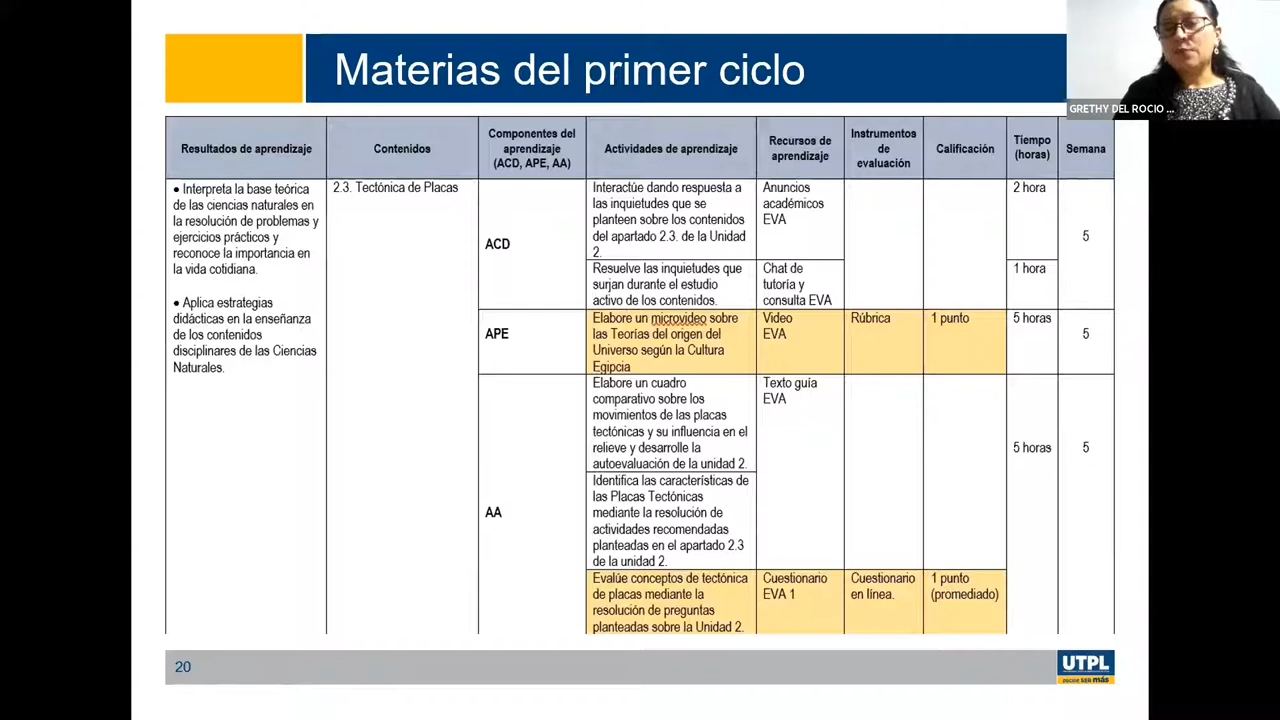 Materias del primer ciclo
GRETHY DEL ROCIO ...
Resultados de aprendizaje
Contenidos
Componentes del
aprendizaje
(ACD, APE, AA)
Actividades de aprendizaje
Recursos de
aprendizaje
Instrumentos
de
evaluación
Calificación
Tiempo
(horas)
Semana
• Interpreta la base teórica
de las ciencias naturales en
la resolución de problemas y
ejercicios prácticos y
reconoce la importancia en
la vida cotidiana.
• Aplica estrategias
didácticas en la enseñanza
de los contenidos
disciplinares de las Ciencias
Naturales.
2.3. Tectónica de Placas
ACD
Interactúe dando respuesta a
las inquietudes que se
planteen sobre los contenidos
del apartado 2.3. de la Unidad
2.
Anuncios
académicos
EVA
2 hora
5
Resuelve las inquietudes que
surjan durante el estudio
activo de los contenidos.
Chat de
tutoría y
consulta EVA
1 hora
APE
Elabore un microvideo sobre
las Teorías del origen del
Universo según la Cultura
Egipcia
Video
EVA
Rúbrica
1 punto
5 horas
5
AA
Elabore un cuadro
comparativo sobre los
movimientos de las placas
tectónicas y su influencia en el
relieve y desarrolle la
autoevaluación de la unidad 2.
Texto guía
EVA
5 horas
5
Identifica las características de
las Placas Tectónicas
mediante la resolución de
actividades recomendadas
planteadas en el apartado 2.3
de la unidad 2.
Evalúe conceptos de tectónica
de placas mediante la
resolución de preguntas
planteadas sobre la Unidad 2.
Cuestionario
EVA 1
Cuestionario
en línea.
1 punto
(promediado)
20
UTPL
DECIDE SER más